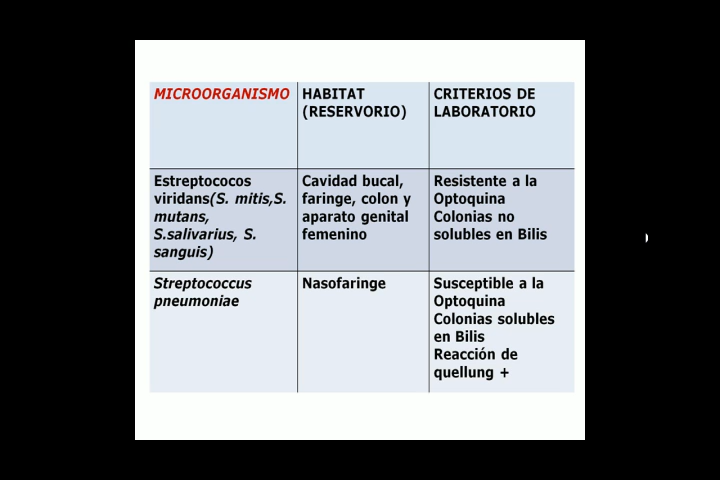 MICROORGANISMO
HABITAT
(RESERVORIO)
CRITERIOS DE
LABORATORIO
Estreptococos
viridans(S. mitis,S.
mutans,
S.salivarius, S.
sanguis)
Cavidad bucal,
faringe, colon y
aparato genital
femenino
Resistente a la
Optoquina
Colonias no
solubles en Bilis
Streptococcus
pneumoniae
Nasofaringe
Susceptible a la
Optoquina
Colonias solubles
en Bilis
Reacción de
quellung +